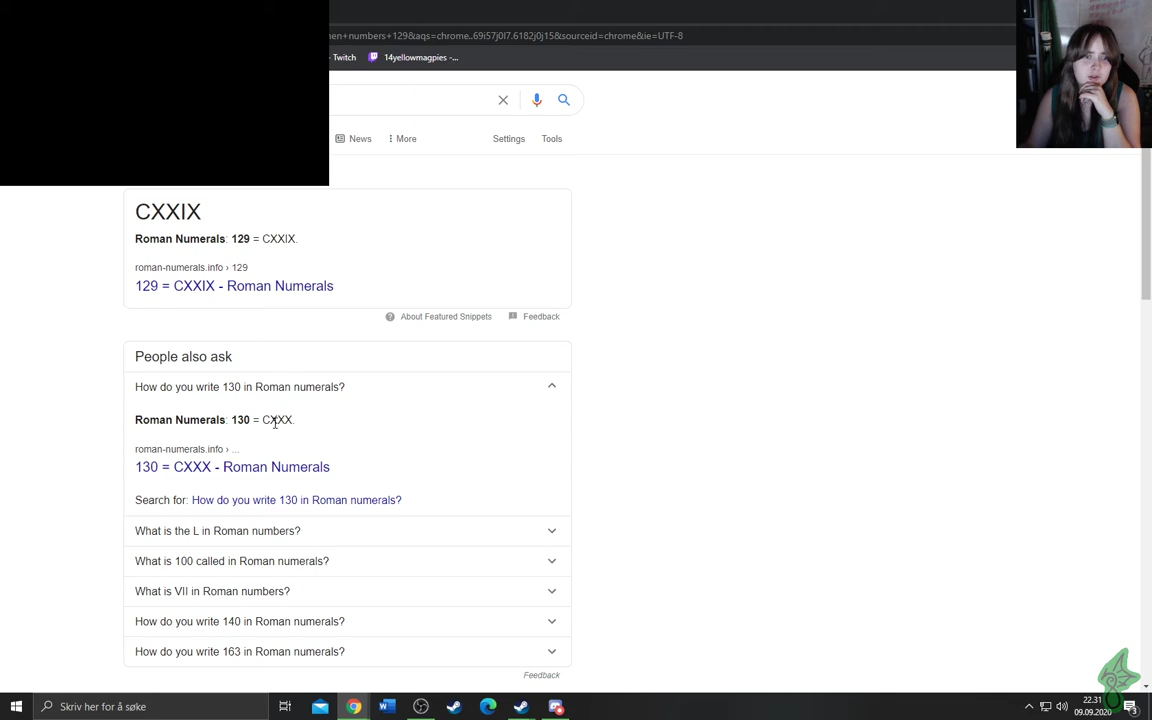 en+numbers+129&aqs=chrome..69i57j0l7.6182j0j15&sourceid=chrome&ie=UTF-8
Twitch 14yellowmagpies -...
News More Settings Tools
CXXIX
Roman Numerals: 129 = CXXIX.
roman-numerals.info › 129
129 = CXXIX - Roman Numerals
About Featured Snippets Feedback
People also ask
How do you write 130 in Roman numerals?
Roman Numerals: 130 = CXXX.
roman-numerals.info › ...
130 = CXXX - Roman Numerals
Search for: How do you write 130 in Roman numerals?
What is the L in Roman numbers?
What is 100 called in Roman numerals?
What is VII in Roman numbers?
How do you write 140 in Roman numerals?
How do you write 163 in Roman numerals?
Feedback
Skriv her for å søke
22.31
09.09.2020
3